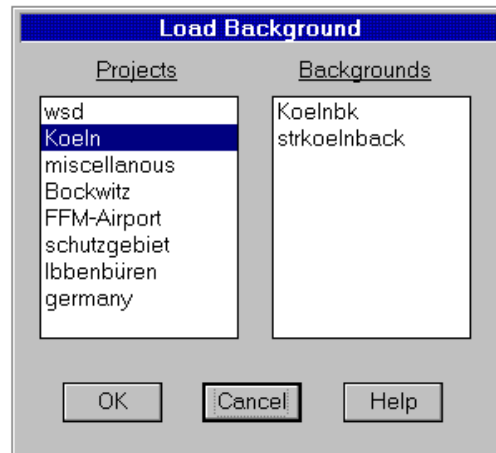 Load Background
Projects
Backgrounds
wsd
Koeln
miscellanous
Bockwitz
FFM-Airport
schutzgebiet
Ibbenbüren
germany
Koelnbk
strkoelnback
OK
Cancel
Help